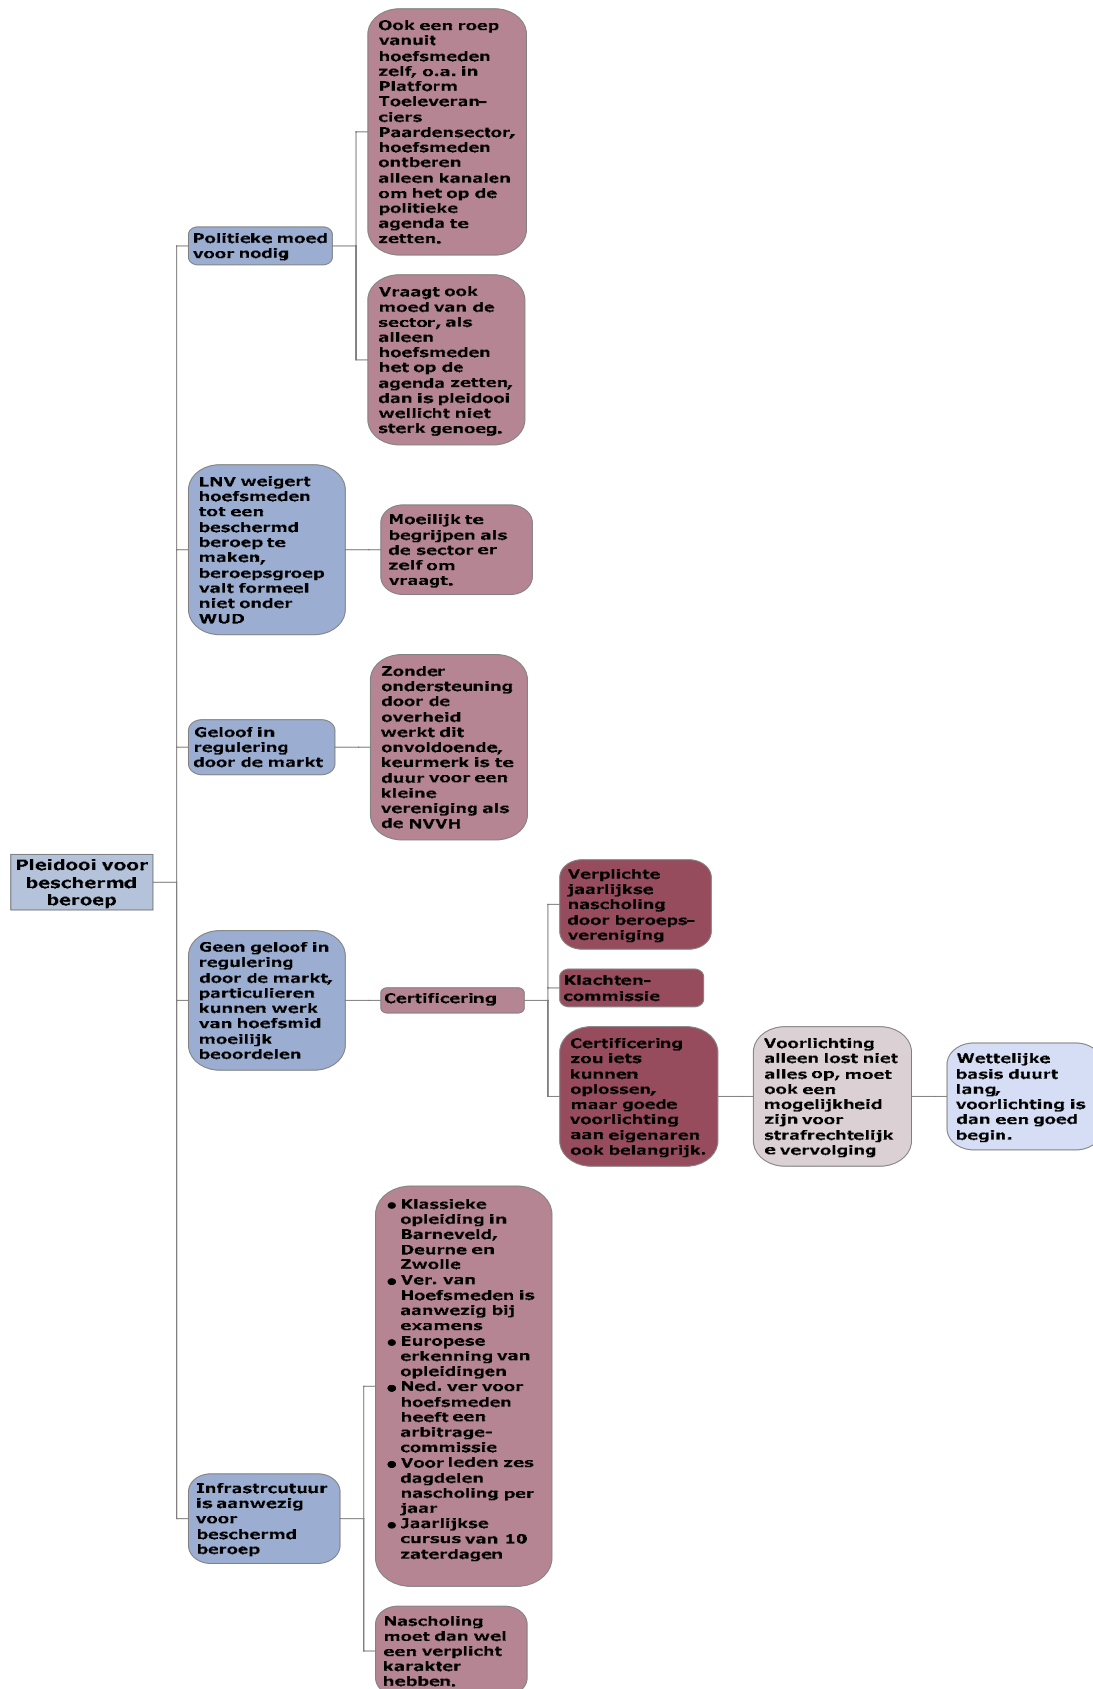 Pleidooi voor
beschermd
beroep
Politieke moed
voor nodig
Ook een roep
vanuit
hoefsmeden
zelf, o.a. in
Platform
Toeleveran-
ciers
Paardensector,
hoefsmeden
ontberen
alleen kanalen
om het op de
politieke
agenda te
zetten.
Vraagt ook
moed van de
sector, als
alleen
hoefsmeden
het op de
agenda zetten,
dan is pleidooi
wellicht niet
sterk genoeg.
LNV weigert
hoefsmeden
tot een
beschermd
beroep te
maken,
beroepsgroep
valt formeel
niet onder
WUD
Moeilijk te
begrijpen als
de sector er
zelf om
vraagt.
Geloof in
regulering
door de markt
Zonder
ondersteuning
door de
overheid
werkt dit
onvoldoende,
keurmerk is te
duur voor een
kleine
vereniging als
de NVVH
Geen geloof in
regulering
door de markt,
particulieren
kunnen werk
van hoefsmid
moeilijk
beoordelen
Certificering
Verplichte
jaarlijkse
nascholing
door beroeps-
vereniging
Klachten-
commissie
Certificering
zou iets
kunnen
oplossen,
maar goede
voorlichting
aan eigenaren
ook belangrijk.
Voorlichting
alleen lost niet
alles op, moet
ook een
mogelijkheid
zijn voor
strafrechtelijk
e vervolging
Wettelijke
basis duurt
lang,
voorlichting is
dan een goed
begin.
Infrastrcutuur
is aanwezig
voor
beschermd
beroep
• Klassieke
opleiding in
Barneveld,
Deurne en
Zwolle
• Ver. van
Hoefsmeden is
aanwezig bij
examens
• Europese
erkenning van
opleidingen
• Ned. ver voor
hoefsmeden
heeft een
arbitrage-
commissie
• Voor leden zes
dagdelen
nascholing per
jaar
• Jaarlijkse
cursus van 10
zaterdagen
Nascholing
moet dan wel
een verplicht
karakter
hebben.